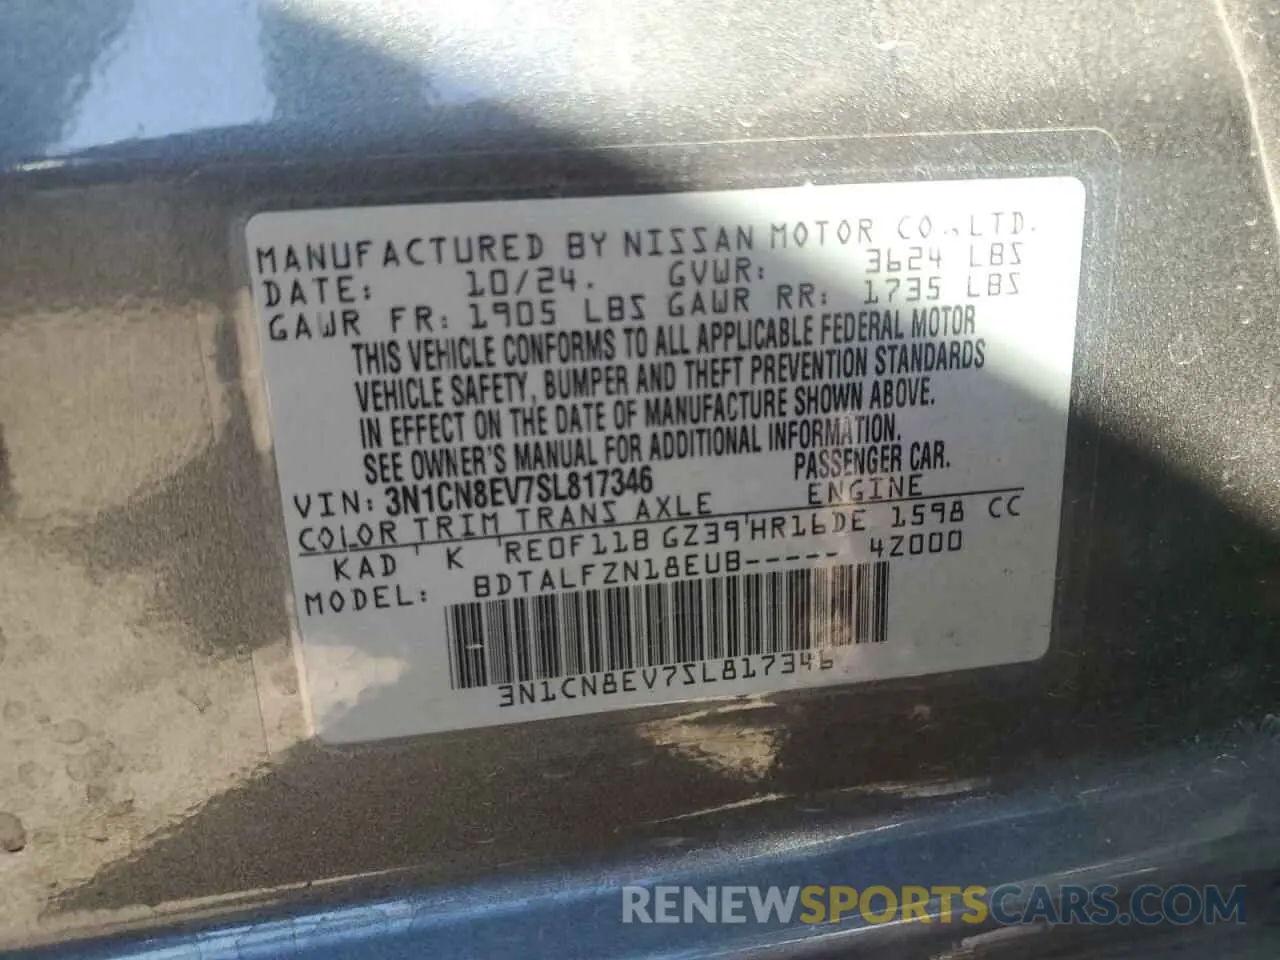 MANUFACTURED BY NISSAN MOTOR CO., LTD.
DATE: 10/24. GVWR: 3624 LBS
GAWR FR: 1905 LBS GAWR RR: 1735 LBS
THIS VEHICLE CONFORMS TO ALL APPLICABLE FEDERAL MOTOR
VEHICLE SAFETY, BUMPER AND THEFT PREVENTION STANDARDS
IN EFFECT ON THE DATE OF MANUFACTURE SHOWN ABOVE.
SEE OWNER'S MANUAL FOR ADDITIONAL INFORMATION.
VIN: 3N1CN8EV7SL817346 PASSENGER CAR.
COLOR TRIM TRANS AXLE ENGINE
KAD K RE0F11B GZ39 HR16DE 1598 CC
MODEL: BDTALFZN18EUB----- 4Z000
3N1CN8EV7SL817346
RENEWSPORTSCARS.COM